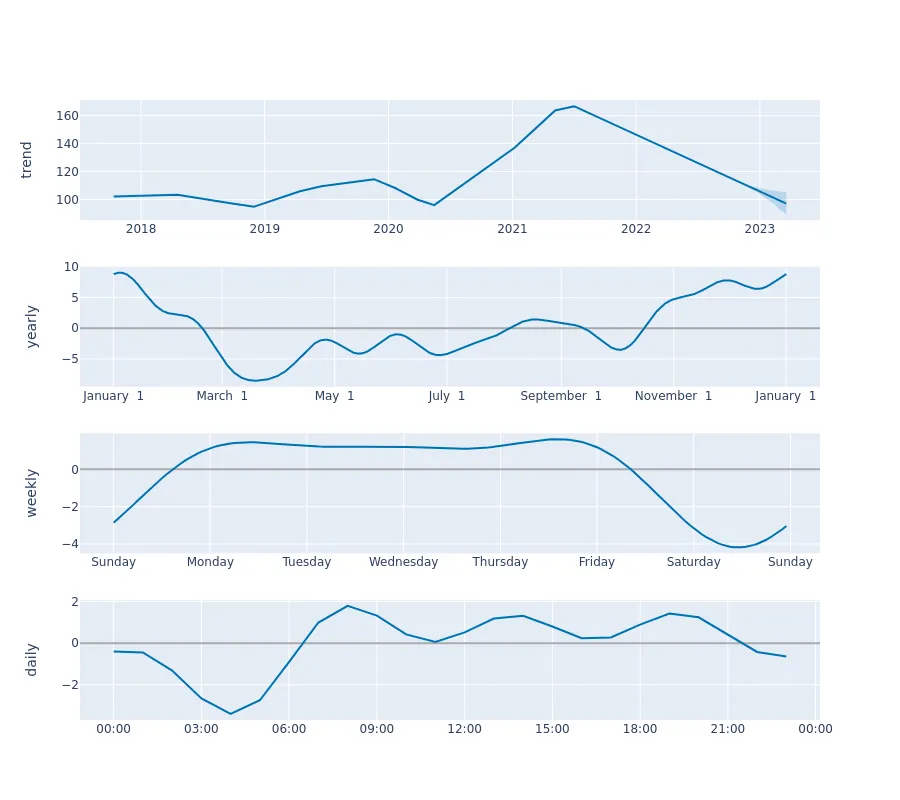 trend
160
140
120
100
2018 2019 2020 2021 2022 2023
yearly
10
5
0
−5
January 1 March 1 May 1 July 1 September 1 November 1 January 1
weekly
0
−2
−4
Sunday Monday Tuesday Wednesday Thursday Friday Saturday Sunday
daily
2
0
−2
00:00 03:00 06:00 09:00 12:00 15:00 18:00 21:00 00:00